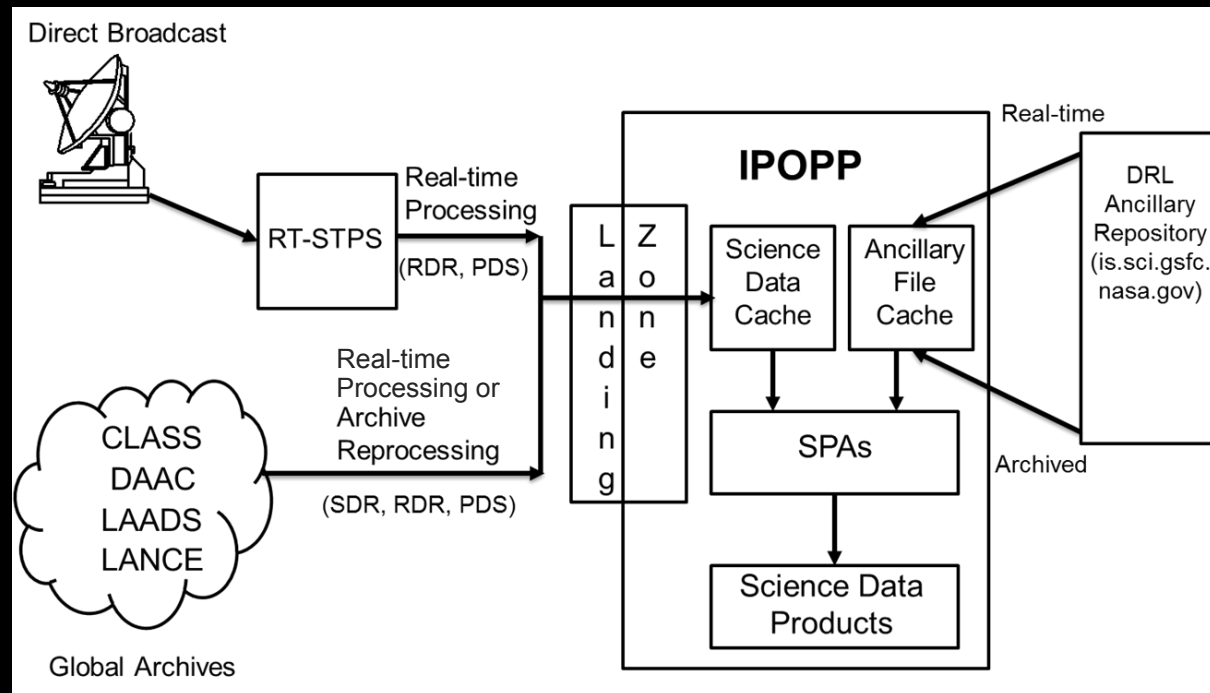 Direct Broadcast
RT-STPS
Real-time
Processing
(RDR, PDS)
Real-time
Processing or
Archive
Reprocessing
(SDR, RDR, PDS)
CLASS
DAAC
LAADS
LANCE
Global Archives
Landing
Zone
IPOPP
Science
Data
Cache
Ancillary
File
Cache
SPAs
Science Data
Products
Real-time
DRL
Ancillary
Repository
(is.sci.gsfc.
nasa.gov)
Archived